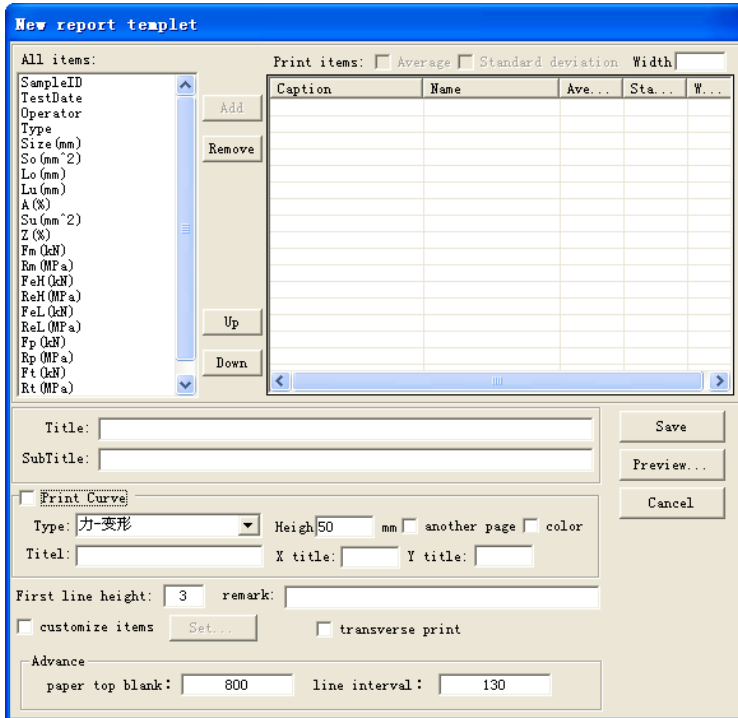 New report templet
All items:
Print items: Average Standard deviation Width
SampleID
TestDate
Operator
Type
Size(mm)
So(mm^2)
Lo(mm)
Lu(mm)
A(%)
Su(mm^2)
Z(%)
Fm(kN)
Rm(MPa)
FeH(kN)
ReH(MPa)
FeL(kN)
ReL(MPa)
Fp(kN)
Rp(MPa)
Ft(kN)
Rt(MPa)
Add
Remove
Up
Down
Caption Name Ave... Sta... W...
Title:
SubTitle:
Save
Preview...
Cancel
Print Curve
Type: 力-变形 Heigh 50 mm another page color
Titel: X title: Y title:
First line height: 3 remark:
customize items Set... transverse print
Advance
paper top blank: 800 line interval: 130